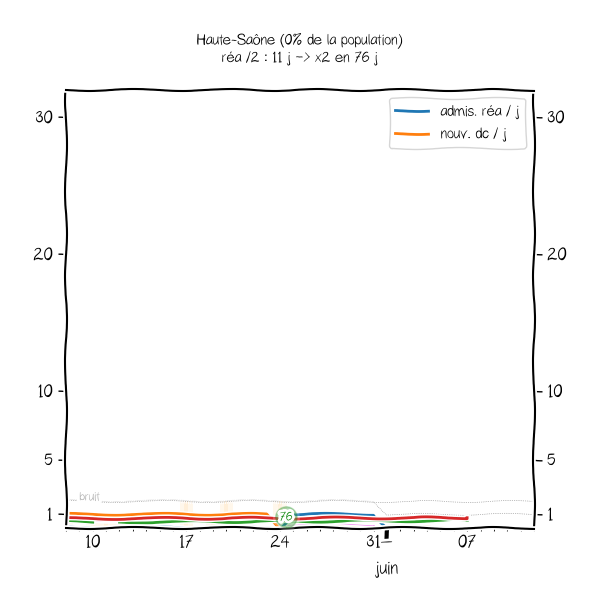 Haute-Saône (0% de la population)
réa /2 : 11 j -> x2 en 76 j
admis. réa / j
nouv. dc / j
30
30
20
20
10
10
5
5
bruit
1
76
1
10
17
24
31
07
juin